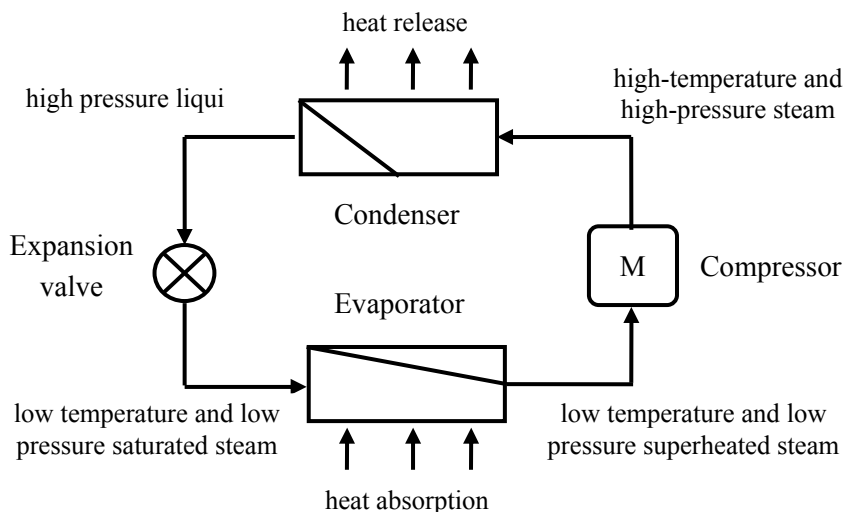 heat release
high pressure liqui
high-temperature and
high-pressure steam
Condenser
Expansion
valve
M
Compressor
Evaporator
low temperature and low
pressure saturated steam
low temperature and low
pressure superheated steam
heat absorption